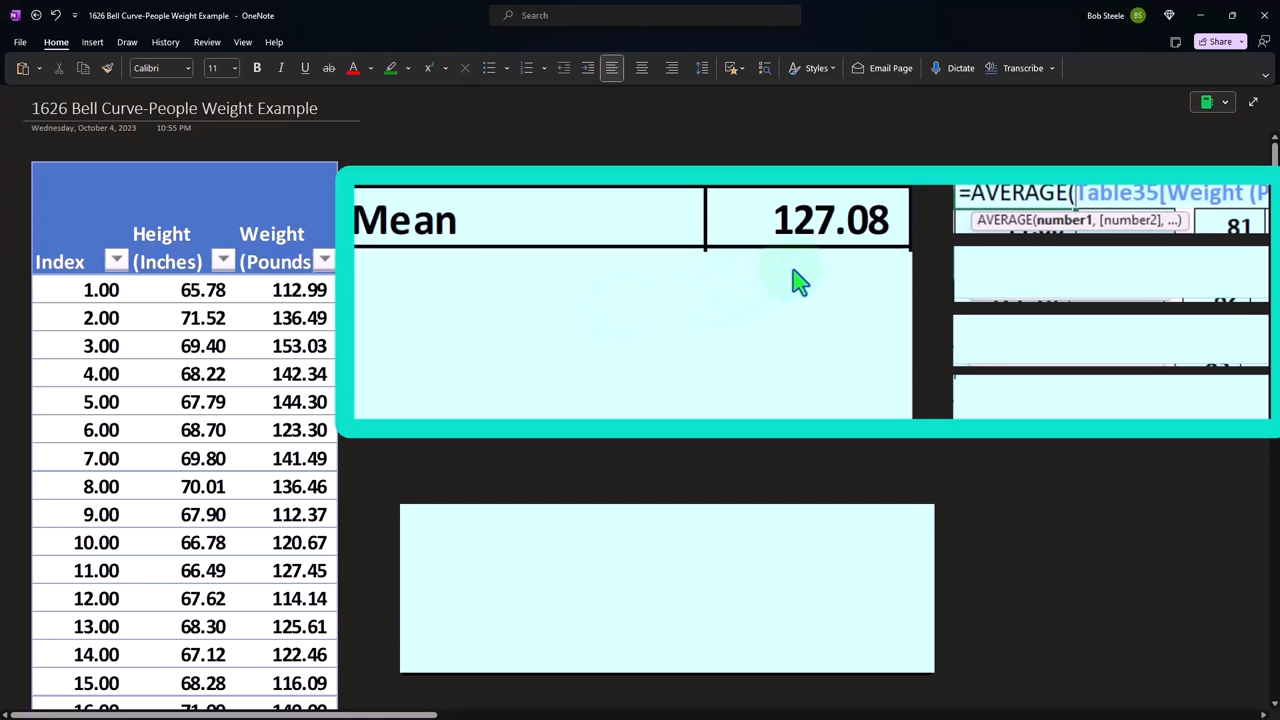 1626 Bell Curve-People Weight Example - OneNote
Search
Bob Steele
BS
File Home Insert Draw History Review View Help
Share
Calibri 11 B I U ab A x Styles Email Page Dictate Transcribe
1626 Bell Curve-People Weight Example
Wednesday, October 4, 2023 10:55 PM
Index Height (Inches) Weight (Pounds
1.00 65.78 112.99
2.00 71.52 136.49
3.00 69.40 153.03
4.00 68.22 142.34
5.00 67.79 144.30
6.00 68.70 123.30
7.00 69.80 141.49
8.00 70.01 136.46
9.00 67.90 112.37
10.00 66.78 120.67
11.00 66.49 127.45
12.00 67.62 114.14
13.00 68.30 125.61
14.00 67.12 122.46
15.00 68.28 116.09
Mean 127.08
=AVERAGE(Table35[Weight (P
AVERAGE(number1, [number2], ...)
81